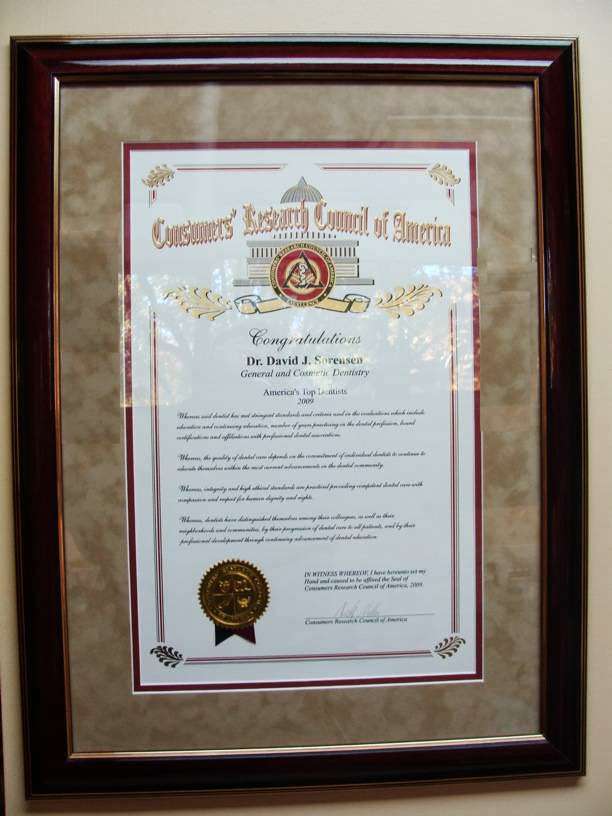 Consumers' Research Council of America
CONSUMERS' RESEARCH COUNCIL OF AMERICA
EXCELLENCE
Congratulations
Dr. David J. Sorensen
General and Cosmetic Dentistry
America's Top Dentists
2009
Whereas said dentist has met stringent standards and criteria used in the evaluations which include
education and continuing education, number of years practicing in the dental profession, board
certifications and affiliations with professional dental associations.
Whereas, the quality of dental care depends on the commitment of individual dentists to continue to
educate themselves within the most current advancements in the dental community.
Whereas, integrity and high ethical standards are practiced providing competent dental care with
compassion and respect for human dignity and rights.
Whereas, dentists have distinguished themselves among their colleagues, as well as their
neighborhoods and communities, by their progression of dental care to all patients, and by their
professional development through continuing advancement of dental education.
IN WITNESS WHEREOF, I have hereunto set my
Hand and caused to be affixed the Seal of
Consumers Research Council of America, 2009.
Consumers Research Council of America